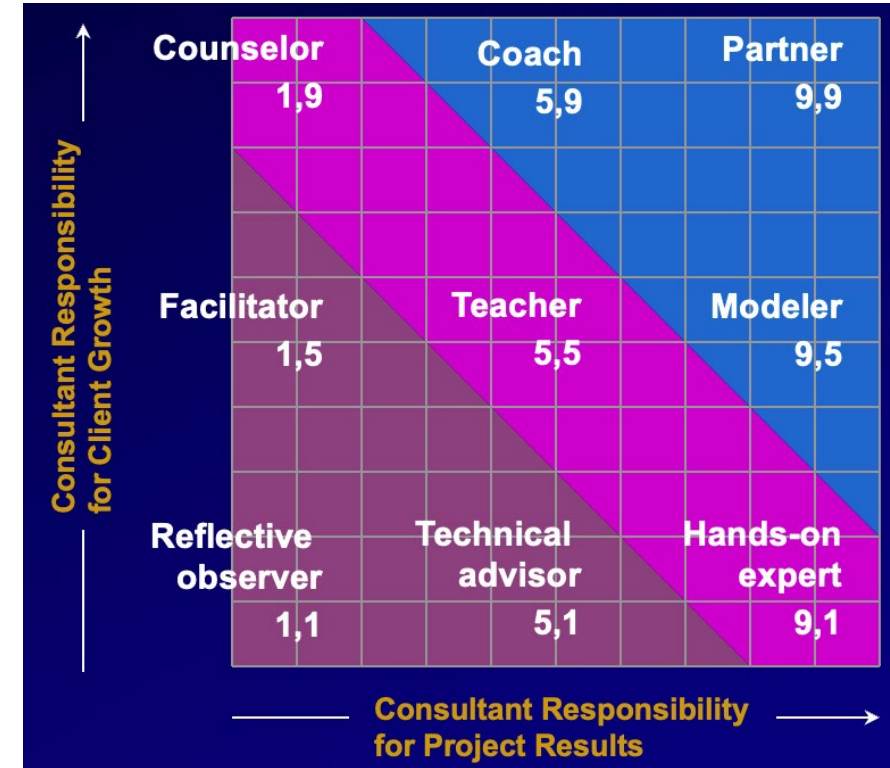 Counselor
1,9
Coach
5,9
Partner
9,9
Consultant Responsibility
for Client Growth
Facilitator
1,5
Teacher
5,5
Modeler
9,5
Reflective
observer
1,1
Technical
advisor
5,1
Hands-on
expert
9,1
Consultant Responsibility
for Project Results